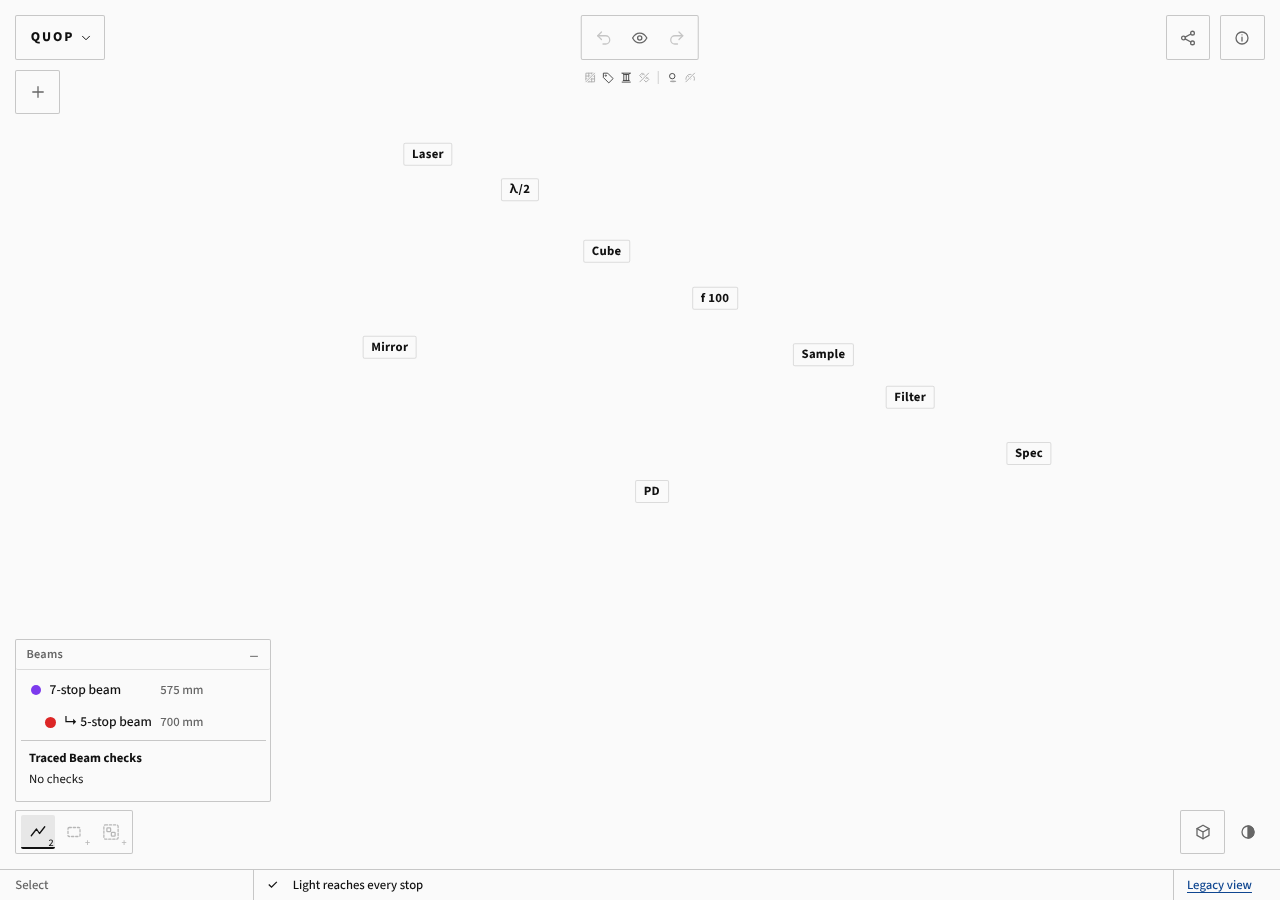 QUOP
Laser
λ/2
Cube
f 100
Mirror
Sample
Filter
Spec
PD
Beams
7-stop beam 575 mm
↳ 5-stop beam 700 mm
Traced Beam checks
No checks
2
+
+
Select
Light reaches every stop
Legacy view